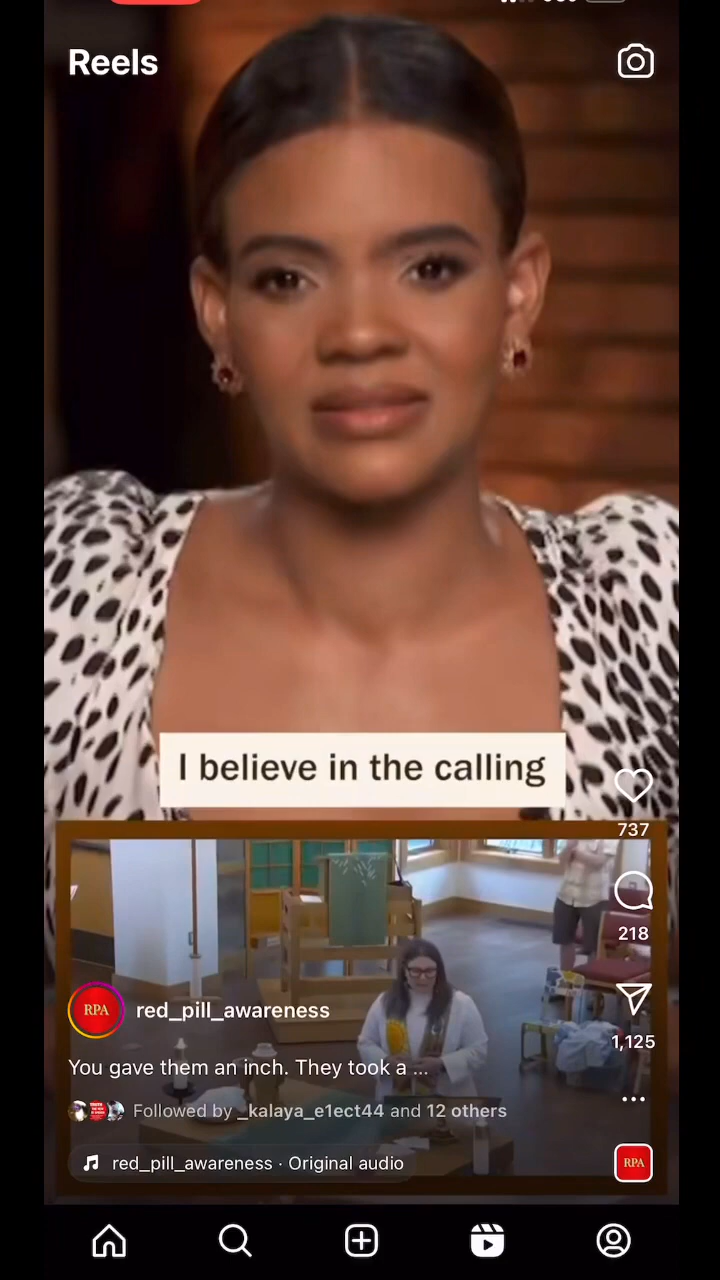 Reels
I believe in the calling
737
218
RPA
red_pill_awareness
1,125
You gave them an inch. They took a ...
Followed by _kalaya_e1ect44 and 12 others
red_pill_awareness · Original audio
RPA